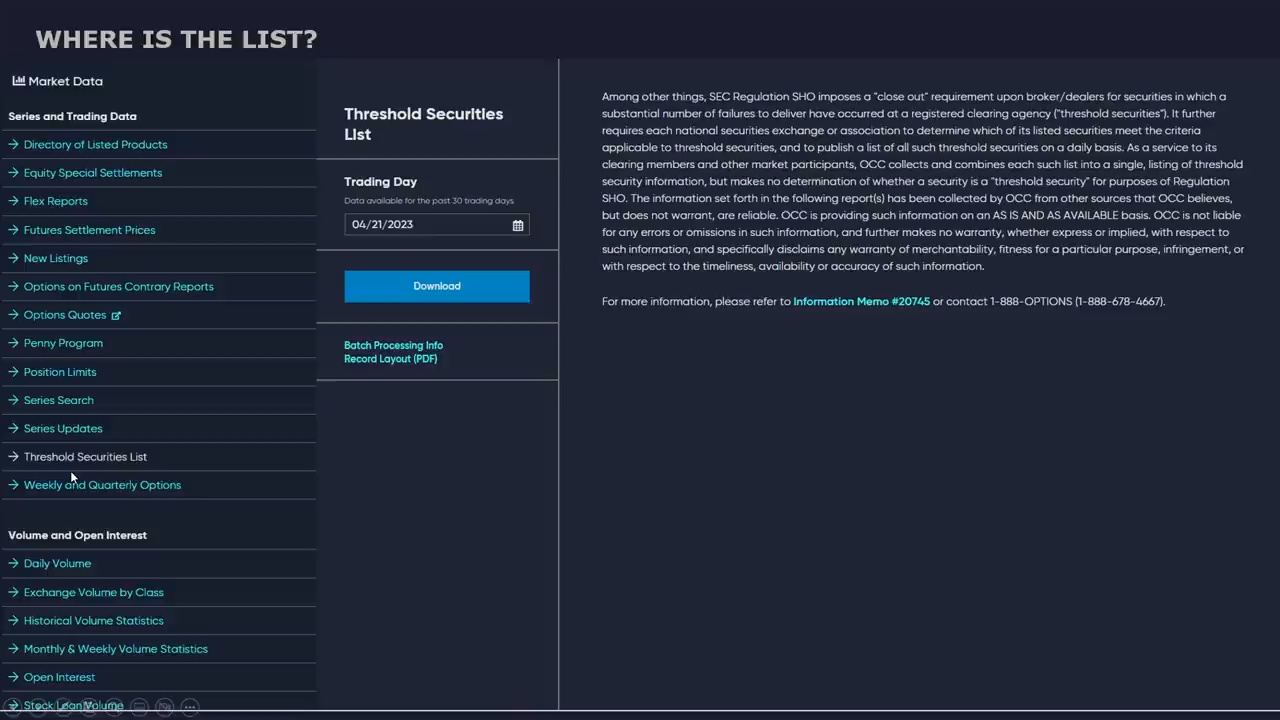 WHERE IS THE LIST?
Market Data
Series and Trading Data
Directory of Listed Products
Equity Special Settlements
Flex Reports
Futures Settlement Prices
New Listings
Options on Futures Contrary Reports
Options Quotes
Penny Program
Position Limits
Series Search
Series Updates
Threshold Securities List
Weekly and Quarterly Options
Volume and Open Interest
Daily Volume
Exchange Volume by Class
Historical Volume Statistics
Monthly & Weekly Volume Statistics
Open Interest
Stock Loan Volume
Threshold Securities
List
Trading Day
Data available for the past 30 trading days
04/21/2023
Download
Batch Processing Info
Record Layout (PDF)
Among other things, SEC Regulation SHO imposes a "close out" requirement upon broker/dealers for securities in which a
substantial number of failures to deliver have occurred at a registered clearing agency ("threshold securities"). It further
requires each national securities exchange or association to determine which of its listed securities meet the criteria
applicable to threshold securities, and to publish a list of all such threshold securities on a daily basis. As a service to its
clearing members and other market participants, OCC collects and combines each such list into a single, listing of threshold
security information, but makes no determination of whether a security is a "threshold security" for purposes of Regulation
SHO. The information set forth in the following report(s) has been collected by OCC from other sources that OCC believes,
but does not warrant, are reliable. OCC is providing such information on an AS IS AND AS AVAILABLE basis. OCC is not liable
for any errors or omissions in such information, and further makes no warranty, whether express or implied, with respect to
such information, and specifically disclaims any warranty of merchantability, fitness for a particular purpose, infringement, or
with respect to the timeliness, availability or accuracy of such information.
For more information, please refer to Information Memo #20745 or contact 1-888-OPTIONS (1-888-678-4667).